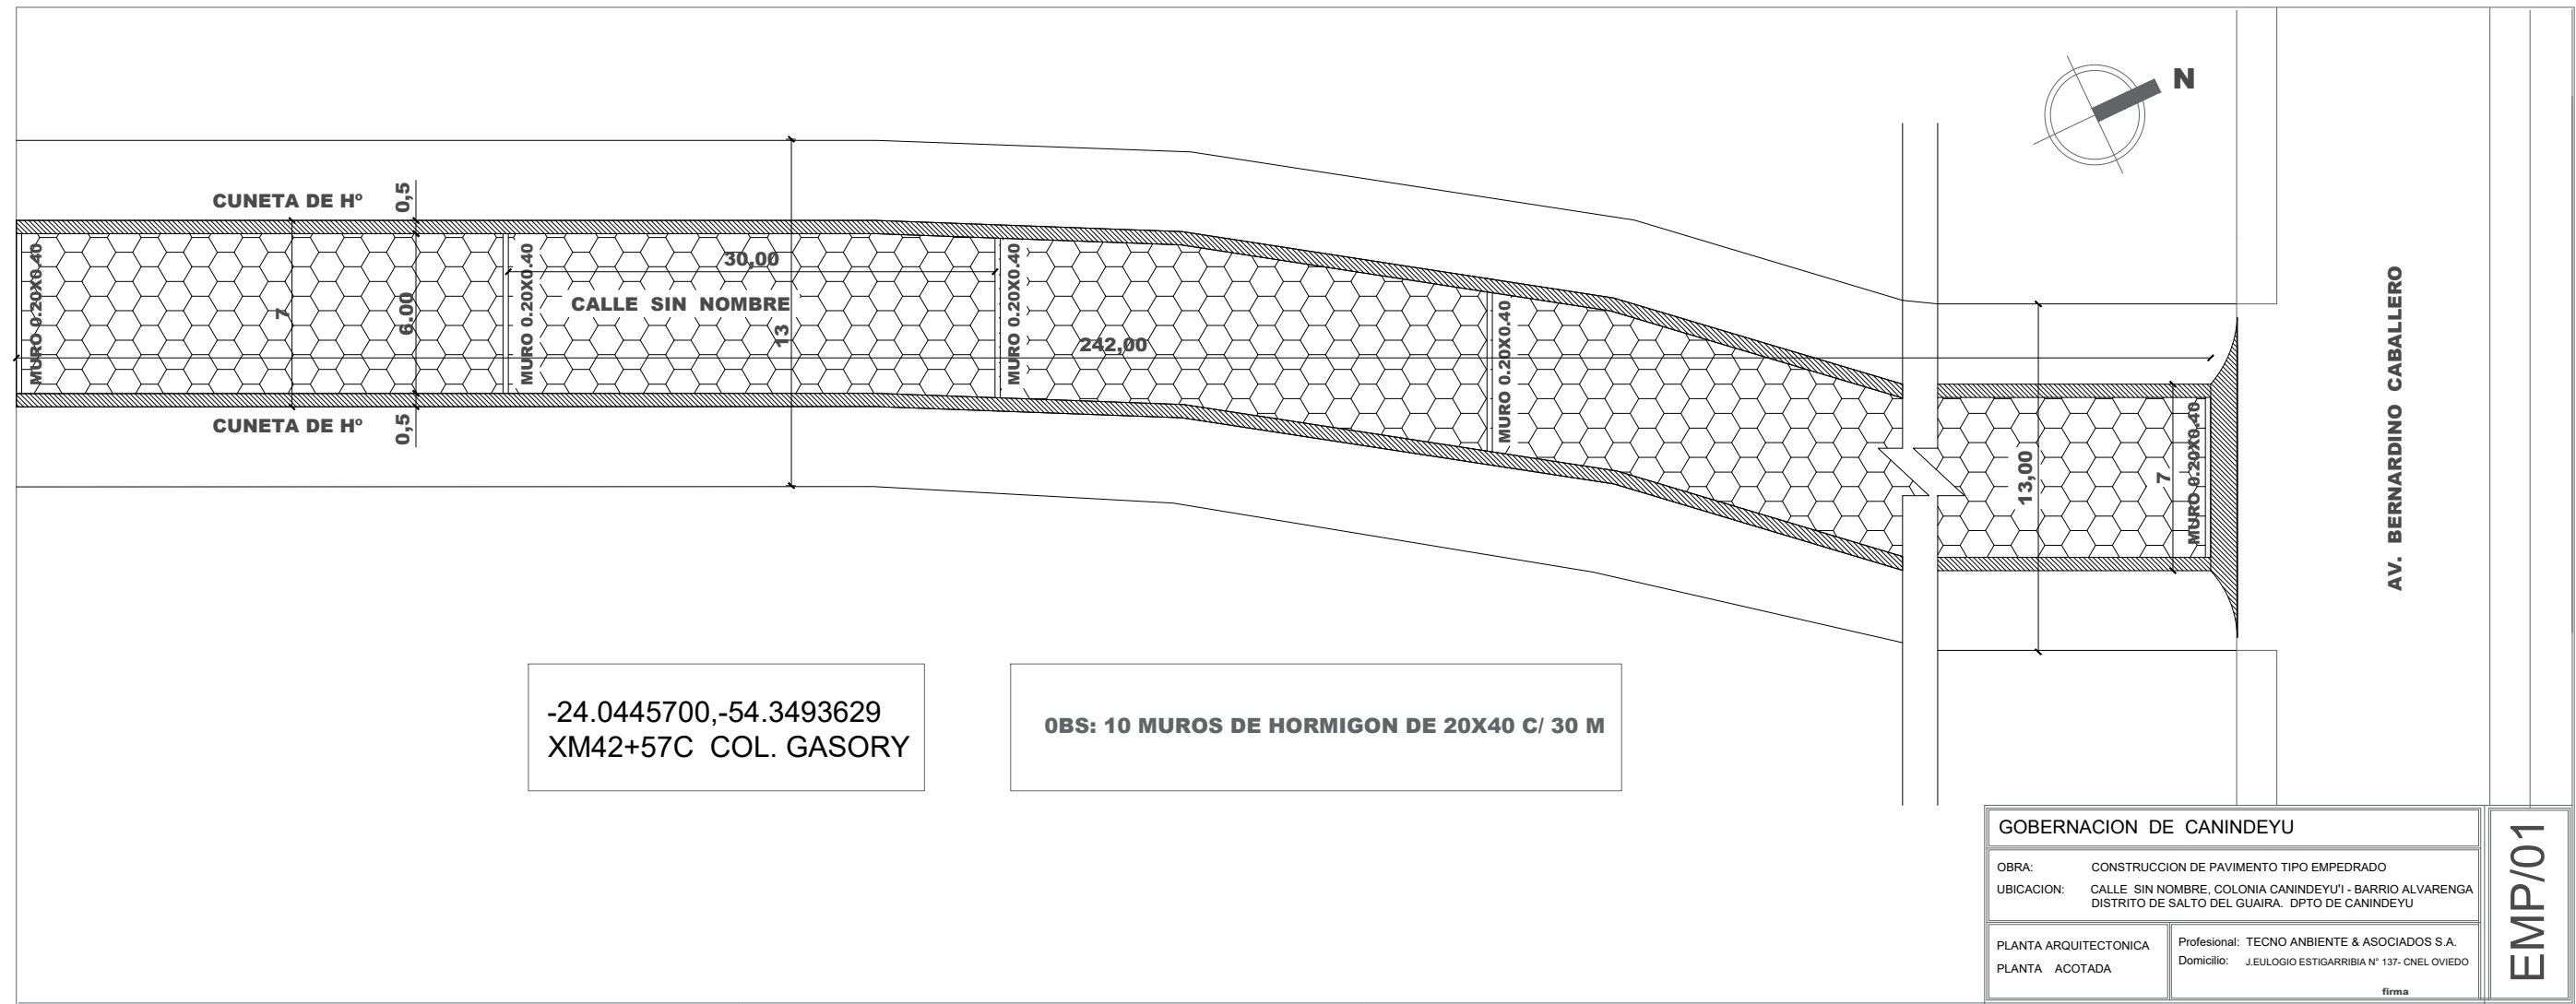 N
CUNETA DE Hº
0,5
MURO 0.20X0.40
7
6.00
MURO 0.20X0.40
30,00
CALLE SIN NOMBRE
13
MURO 0.20X0.40
242,00
MURO 0.20X0.40
13,00
7
MURO 0.20X0.40
AV. BERNARDINO CABALLERO
CUNETA DE Hº
0,5
-24.0445700,-54.3493629
XM42+57C COL. GASORY
0BS: 10 MUROS DE HORMIGON DE 20X40 C/ 30 M
GOBERNACION DE CANINDEYU
OBRA: CONSTRUCCION DE PAVIMENTO TIPO EMPEDRADO
UBICACION: CALLE SIN NOMBRE, COLONIA CANINDEYU'I - BARRIO ALVARENGA
DISTRITO DE SALTO DEL GUAIRA. DPTO DE CANINDEYU
PLANTA ARQUITECTONICA
PLANTA ACOTADA
Profesional: TECNO ANBIENTE & ASOCIADOS S.A.
Domicilio: J.EULOGIO ESTIGARRIBIA N° 137- CNEL OVIEDO
firma
EMP/01